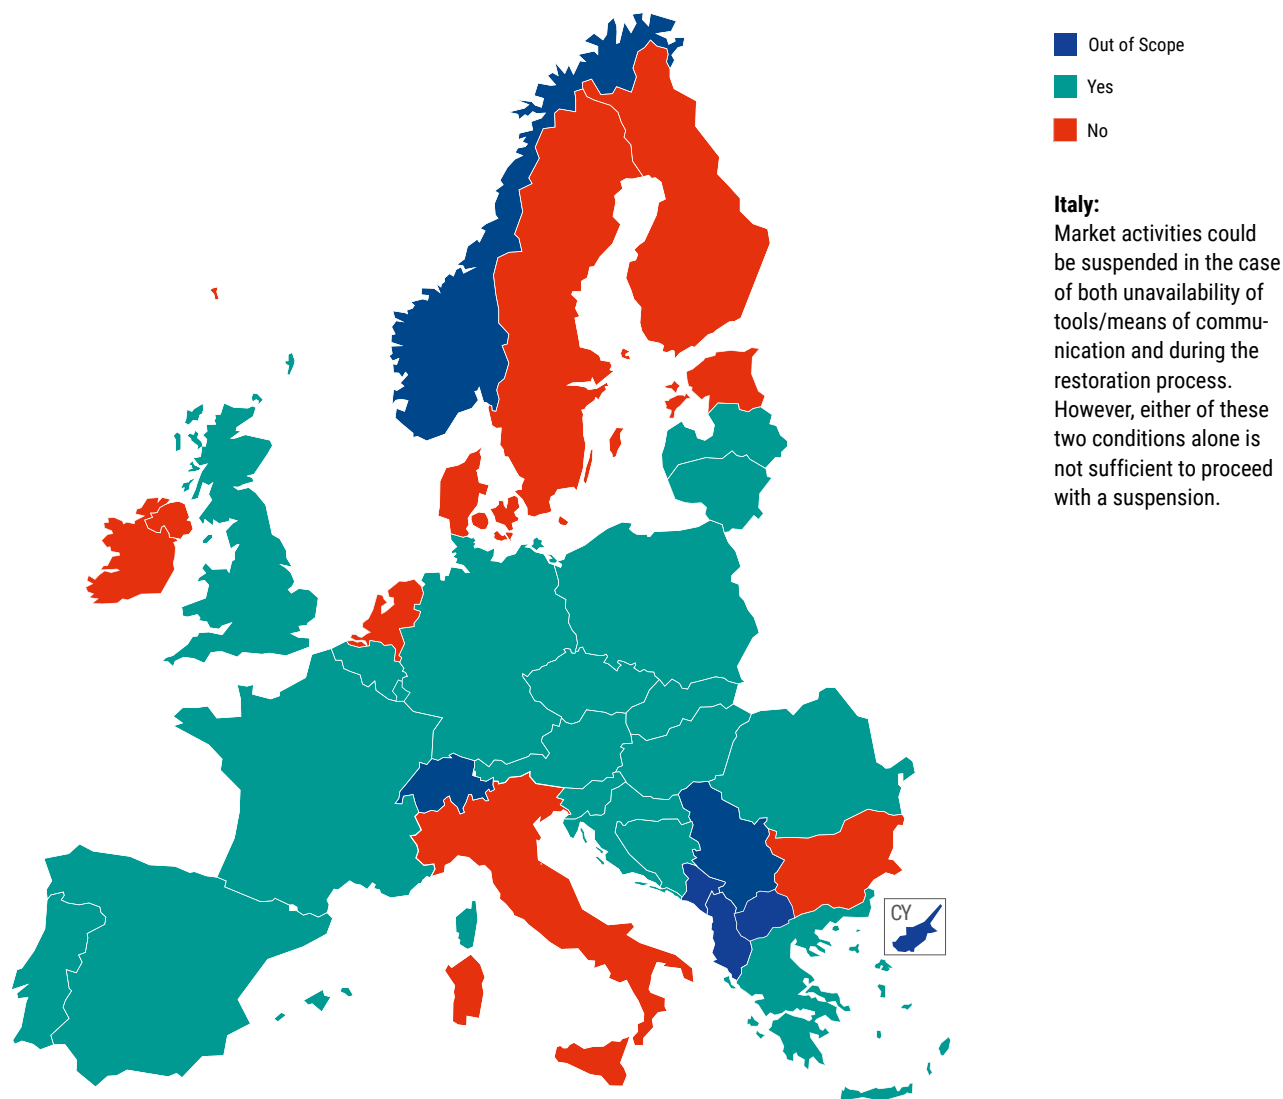 Out of Scope
Yes
No
Italy:
Market activities could
be suspended in the case
of both unavailability of
tools/means of commu-
nication and during the
restoration process.
However, either of these
two conditions alone is
not sufficient to proceed
with a suspension.
CY